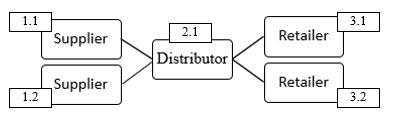 1.1
Supplier
2.1
Distributor
3.1
Retailer
1.2
Supplier
Retailer
3.2